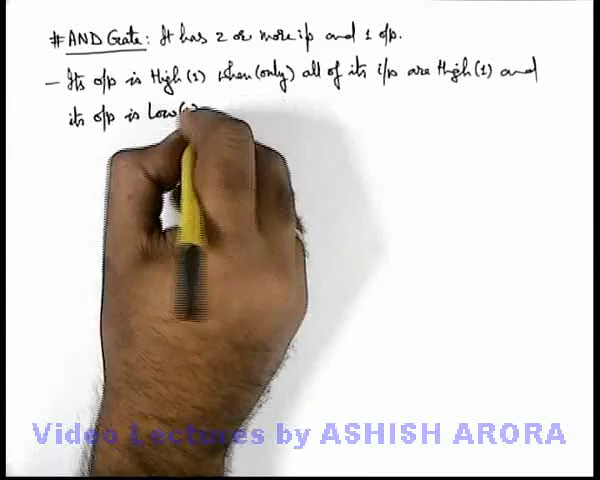 # AND Gate: It has 2 or more i/p and 1 o/p.
– Its o/p is High (1) when (only) all of its i/p are High (1) and
its o/p is Low(
Video Lectures by ASHISH ARORA